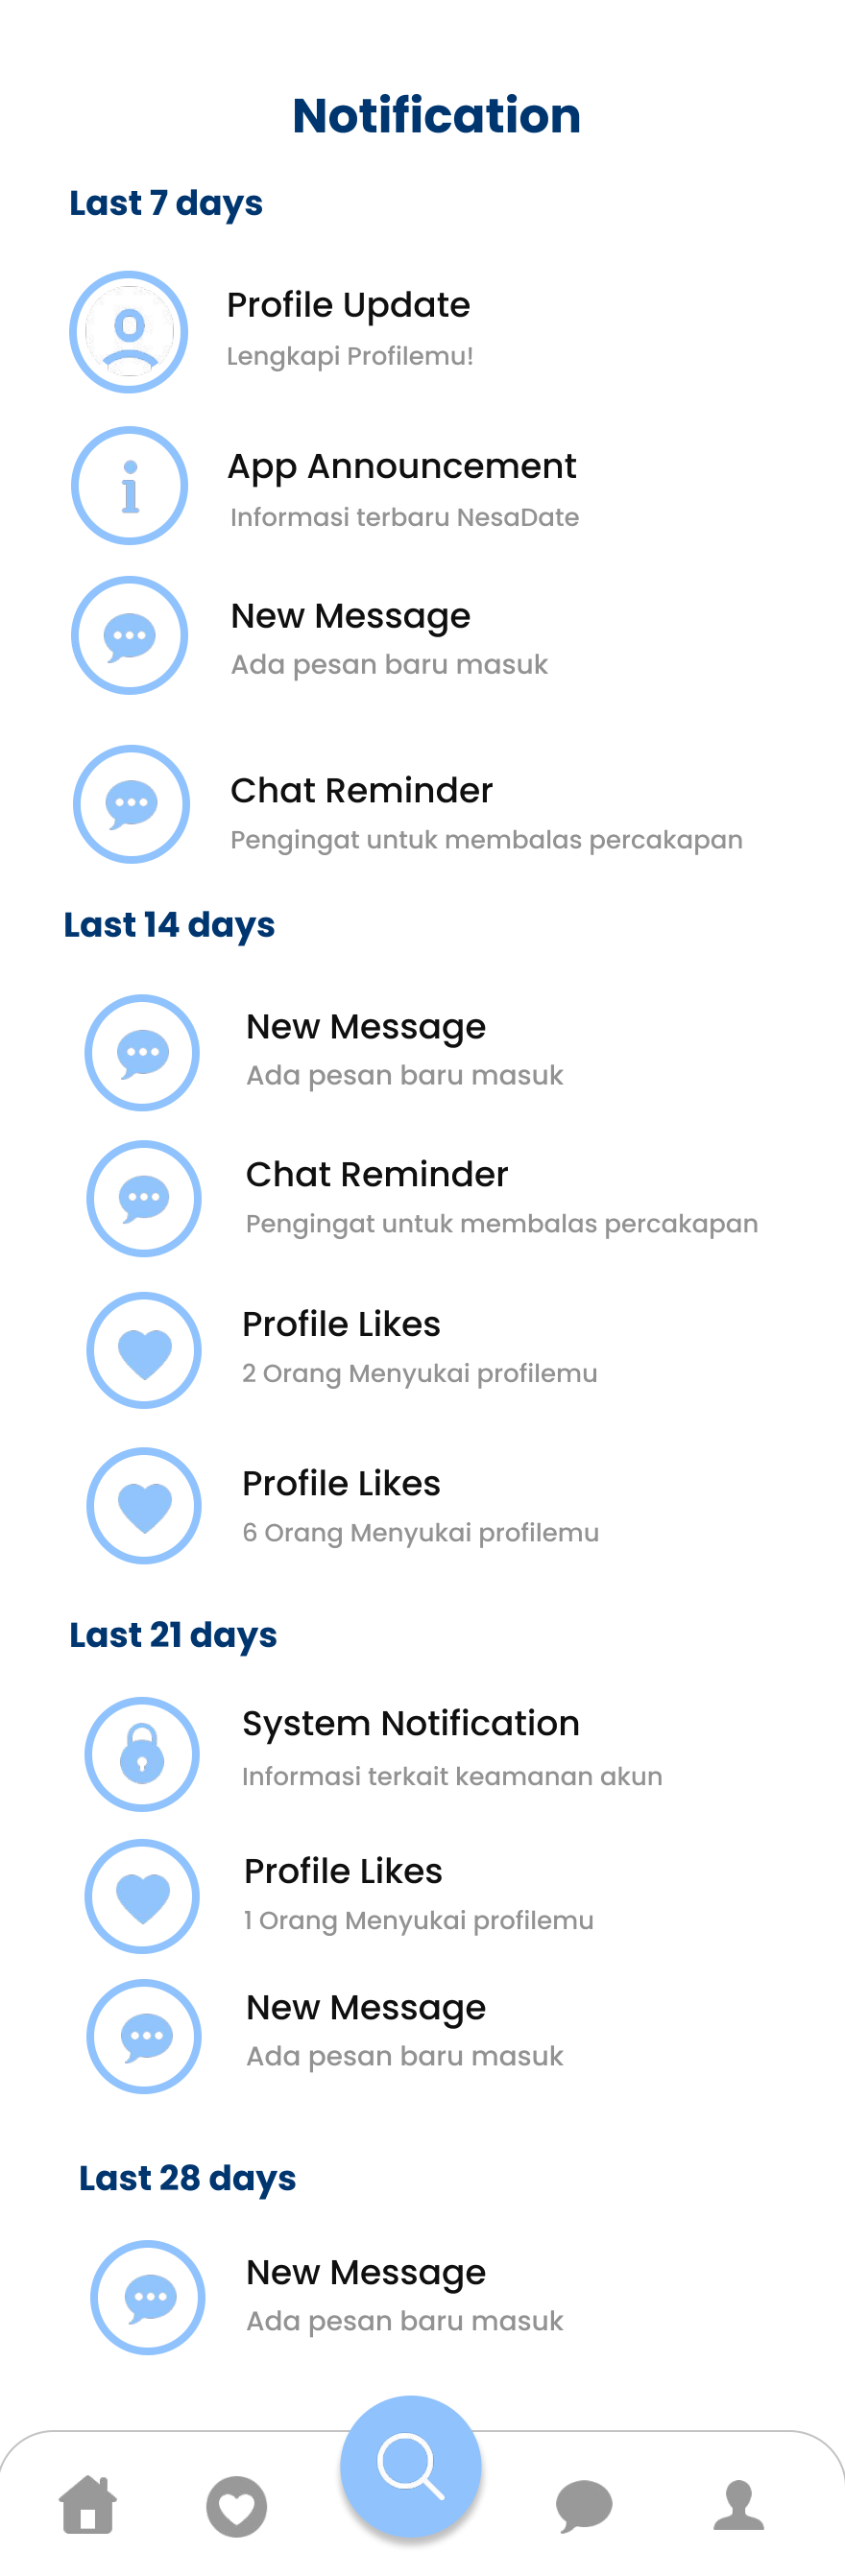 Notification
Last 7 days
Profile Update
Lengkapi Profilemu!
App Announcement
Informasi terbaru NesaDate
New Message
Ada pesan baru masuk
Chat Reminder
Pengingat untuk membalas percakapan
Last 14 days
New Message
Ada pesan baru masuk
Chat Reminder
Pengingat untuk membalas percakapan
Profile Likes
2 Orang Menyukai profilemu
Profile Likes
6 Orang Menyukai profilemu
Last 21 days
System Notification
Informasi terkait keamanan akun
Profile Likes
1 Orang Menyukai profilemu
New Message
Ada pesan baru masuk
Last 28 days
New Message
Ada pesan baru masuk